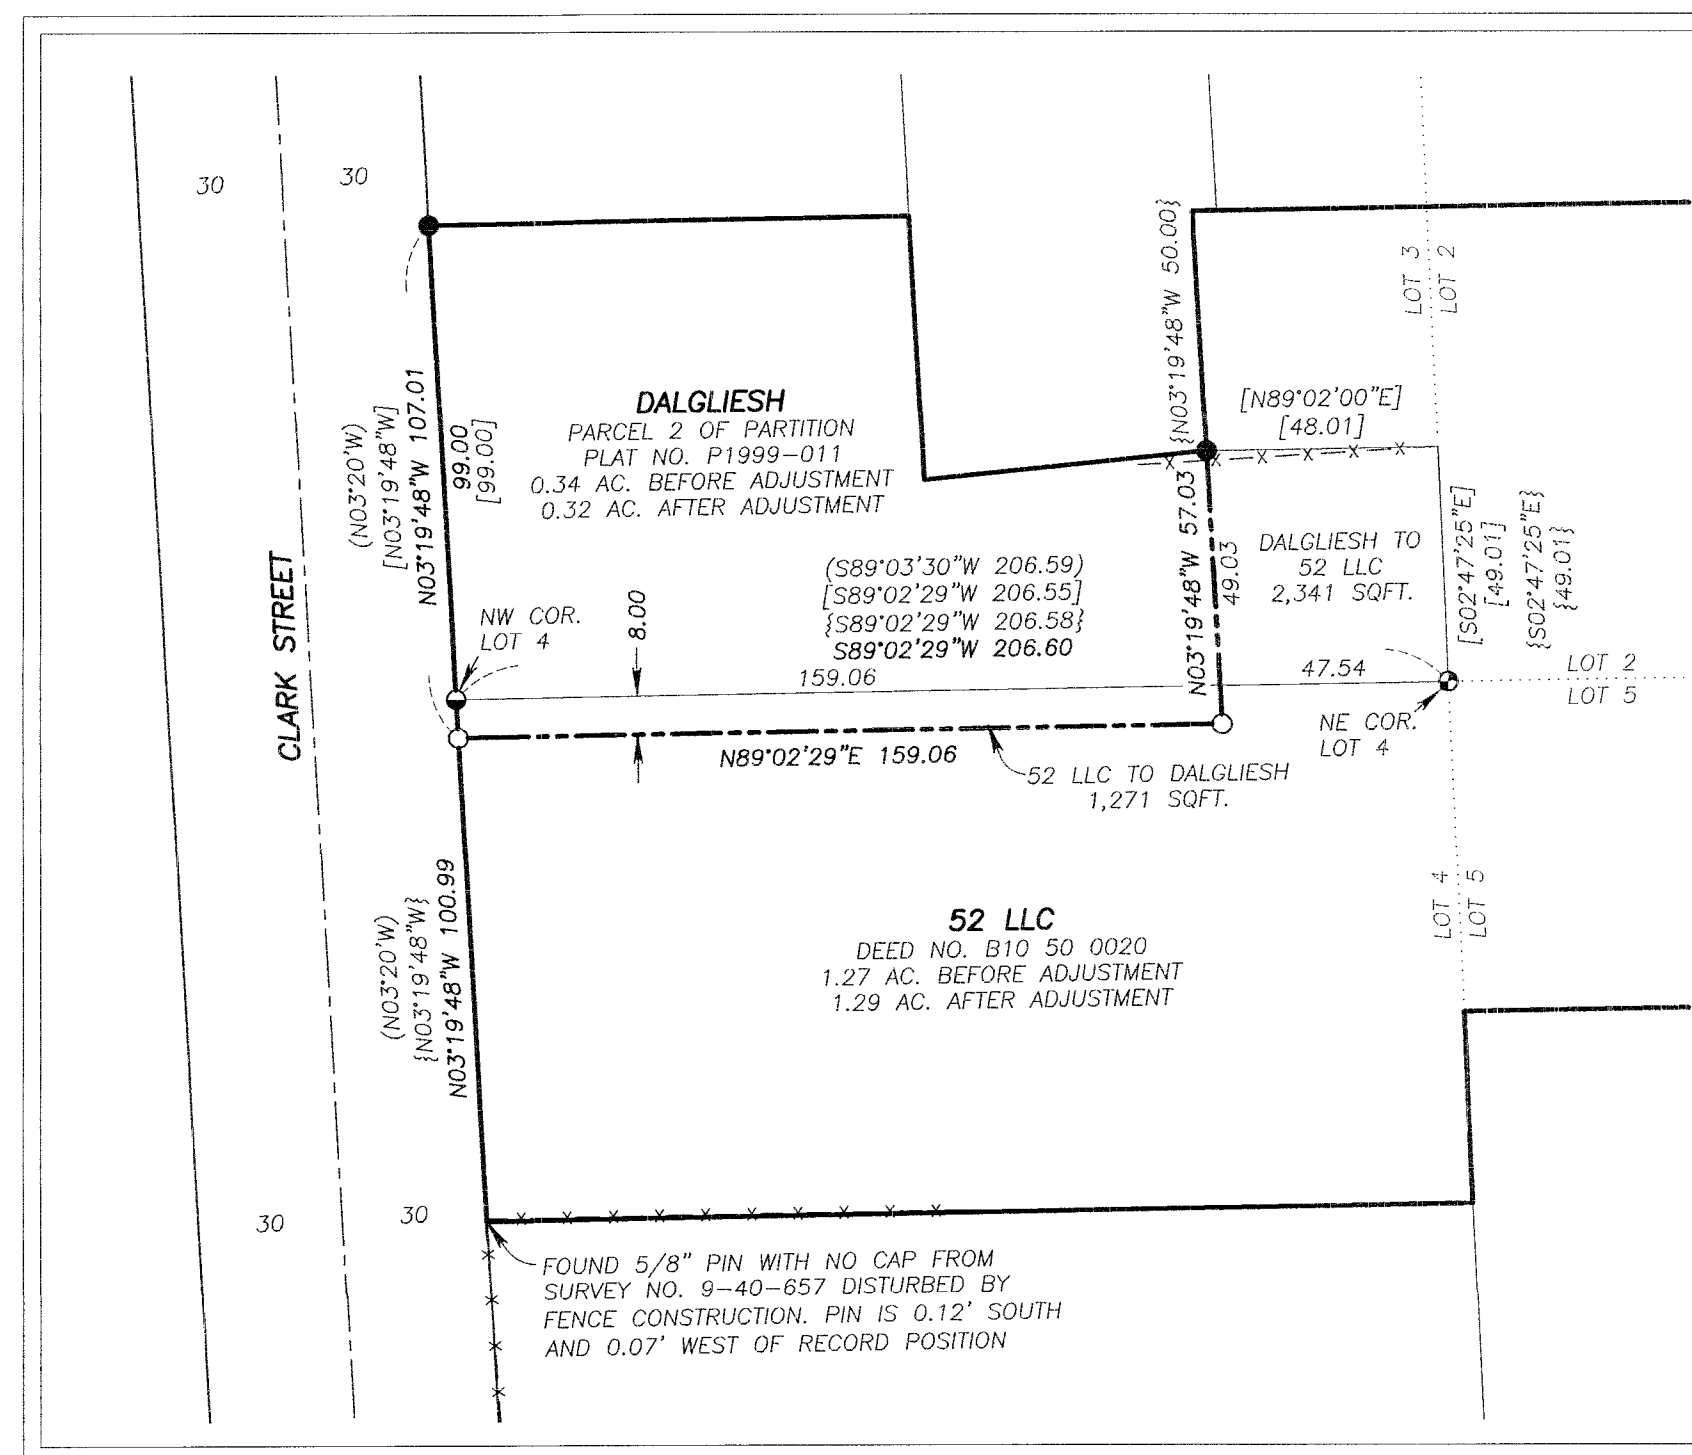 30
30
CLARK STREET
(N03°20'W)
[N03°19'48"W]
N03°19'48"W 107.01
99.00
[99.00]
DALGLIESH
PARCEL 2 OF PARTITION
PLAT NO. P1999-011
0.34 AC. BEFORE ADJUSTMENT
0.32 AC. AFTER ADJUSTMENT
{N03°19'48"W 50.00}
LOT 3
LOT 2
[N89°02'00"E]
[48.01]
N03°19'48"W 57.03
49.03
DALGLIESH TO
52 LLC
2,341 SQFT.
[S02°47'25"E]
[49.01]
{S02°47'25"E}
{49.01}
(S89°03'30"W 206.59)
[S89°02'29"W 206.55]
{S89°02'29"W 206.58}
S89°02'29"W 206.60
159.06
47.54
8.00
NW COR.
LOT 4
LOT 2
LOT 5
NE COR.
LOT 4
N89°02'29"E 159.06
52 LLC TO DALGLIESH
1,271 SQFT.
(N03°20'W)
{N03°19'48"W}
N03°19'48"W 100.99
52 LLC
DEED NO. B10 50 0020
1.27 AC. BEFORE ADJUSTMENT
1.29 AC. AFTER ADJUSTMENT
LOT 4
LOT 5
30
30
FOUND 5/8" PIN WITH NO CAP FROM
SURVEY NO. 9-40-657 DISTURBED BY
FENCE CONSTRUCTION. PIN IS 0.12' SOUTH
AND 0.07' WEST OF RECORD POSITION